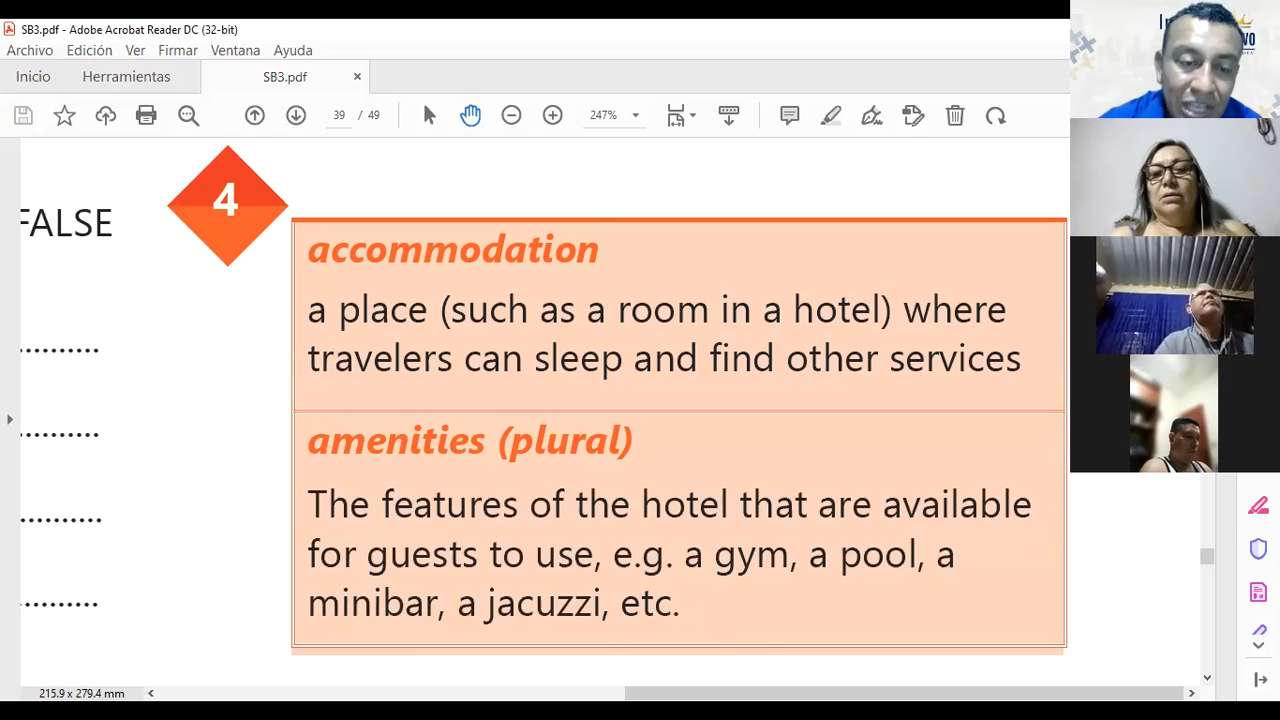 SB3.pdf - Adobe Acrobat Reader DC (32-bit)
Archivo Edición Ver Firmar Ventana Ayuda
Inicio Herramientas SB3.pdf ×
39 / 49 247%
4
FALSE
accommodation
a place (such as a room in a hotel) where
travelers can sleep and find other services
amenities (plural)
The features of the hotel that are available
for guests to use, e.g. a gym, a pool, a
minibar, a jacuzzi, etc.
215.9 x 279.4 mm